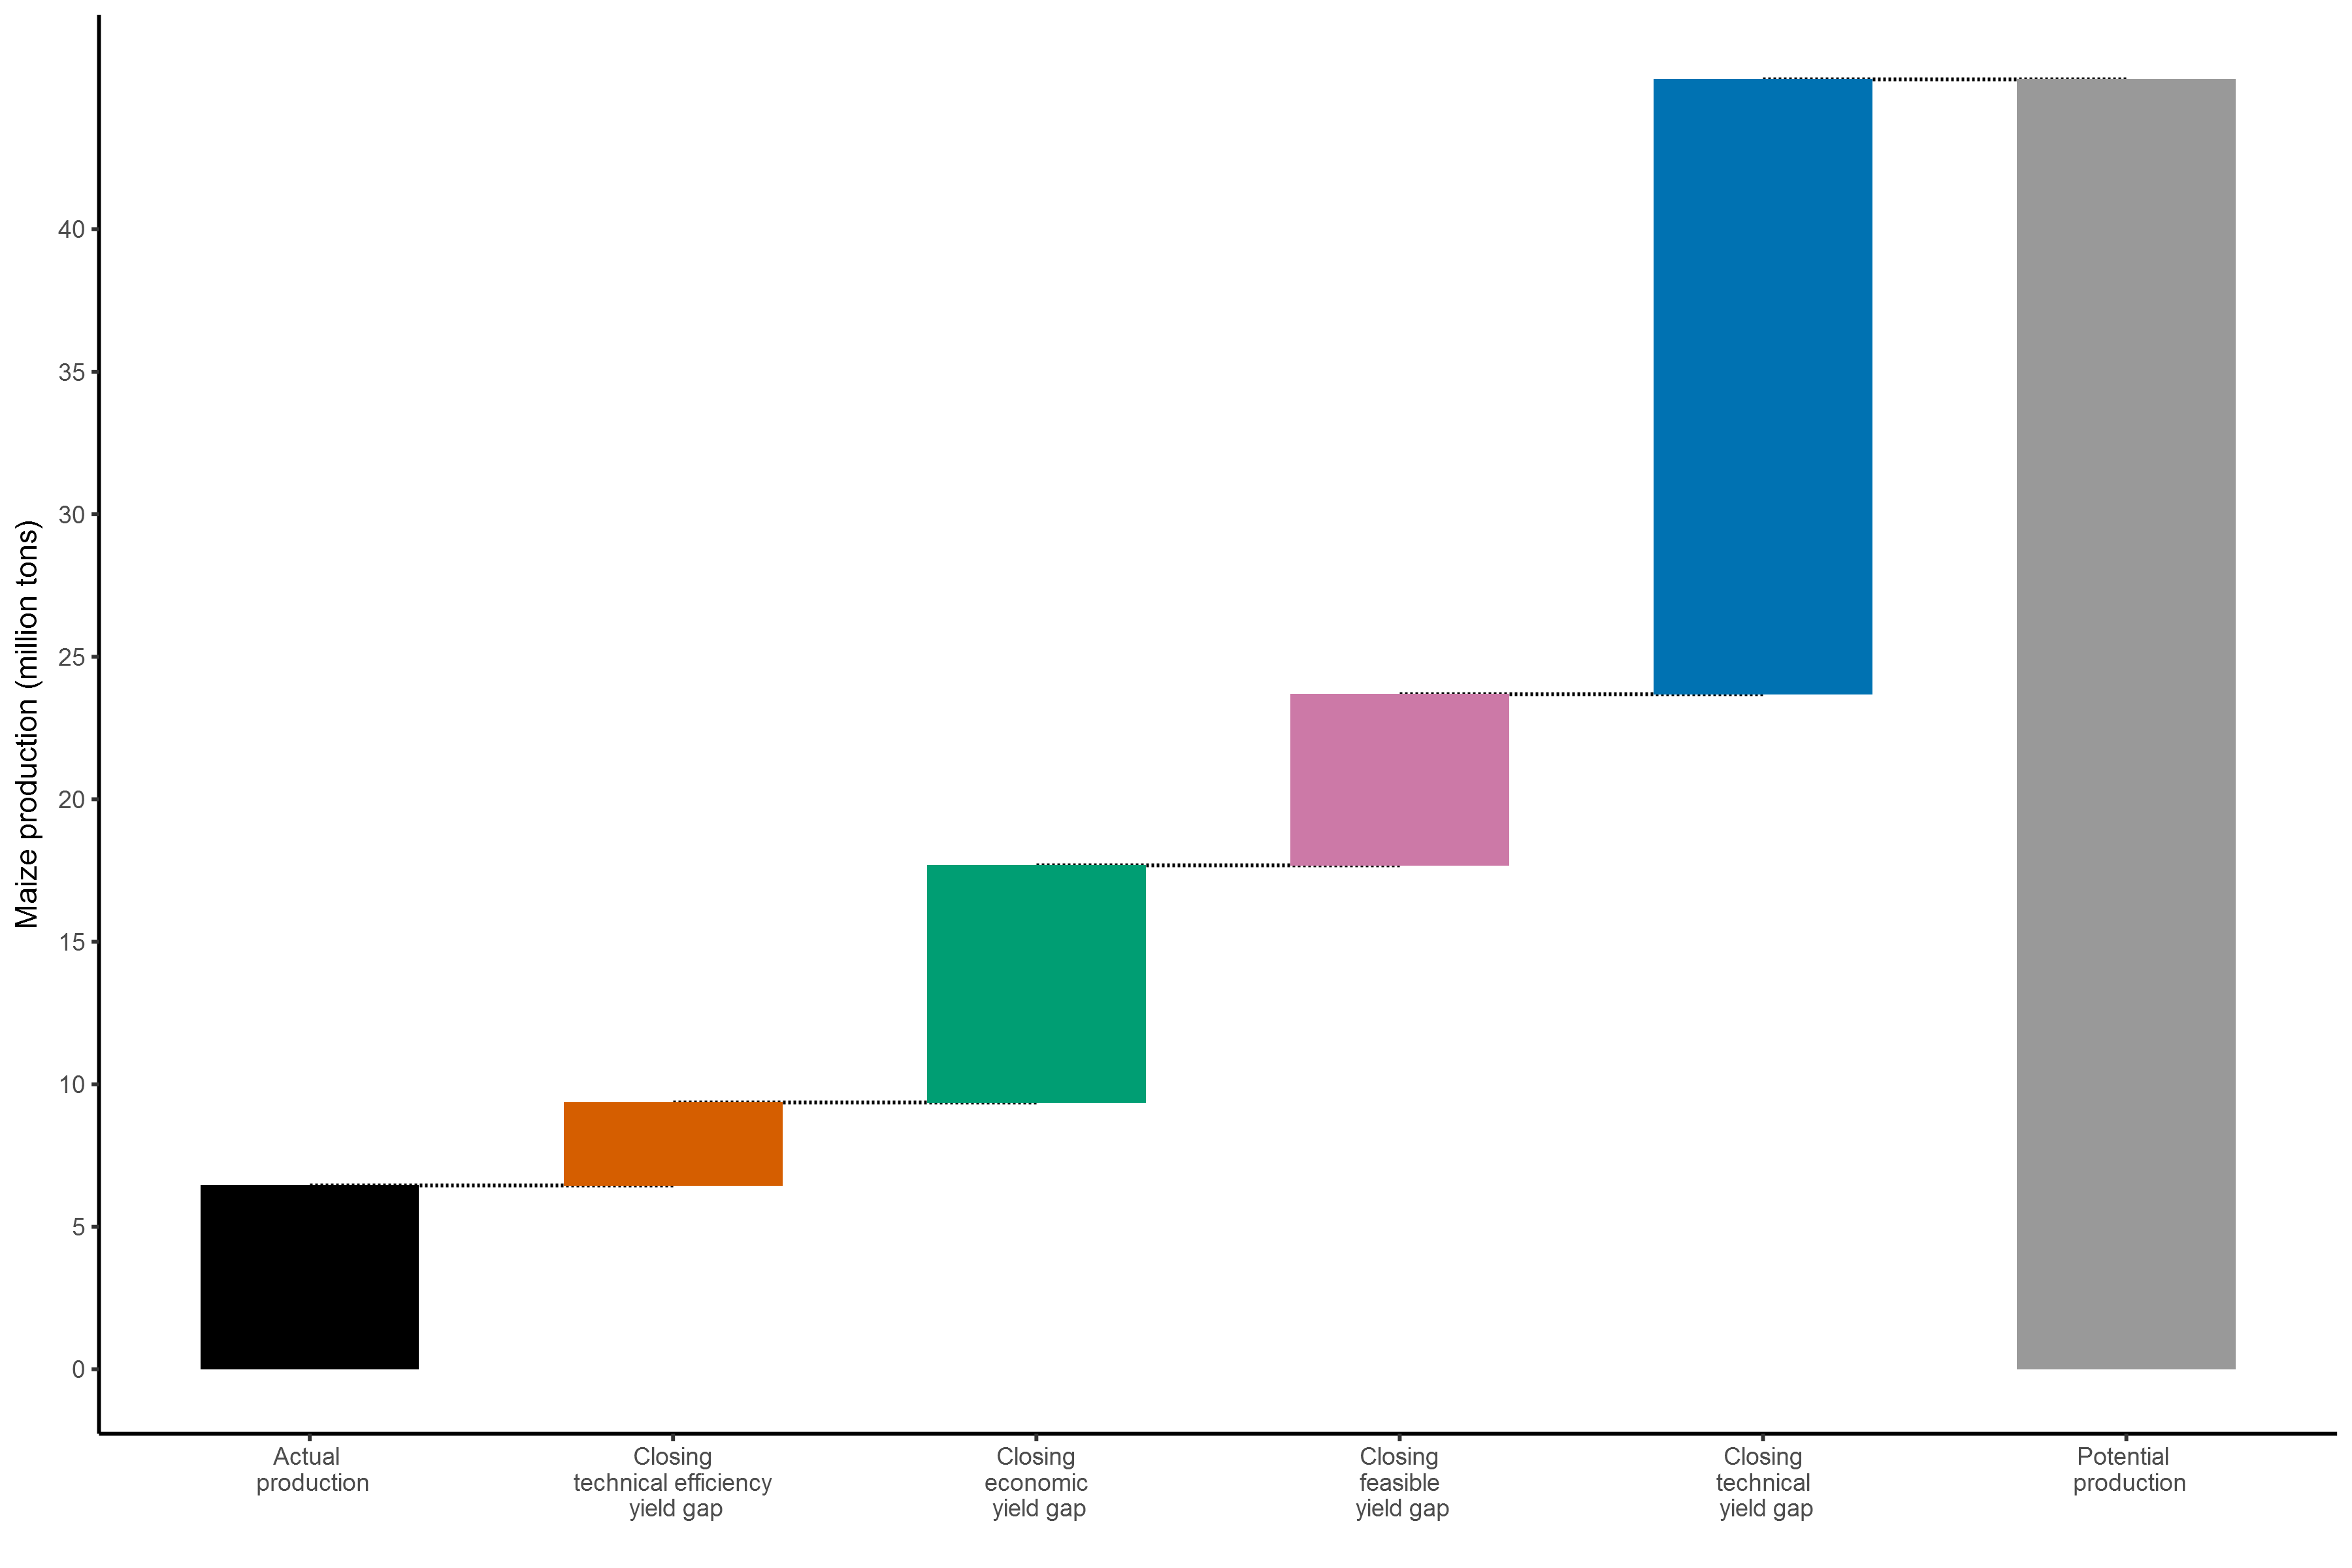 Maize production (million tons)
40
35
30
25
20
15
10
5
0
Actual
production
Closing
technical efficiency
yield gap
Closing
economic
yield gap
Closing
feasible
yield gap
Closing
technical
yield gap
Potential
production